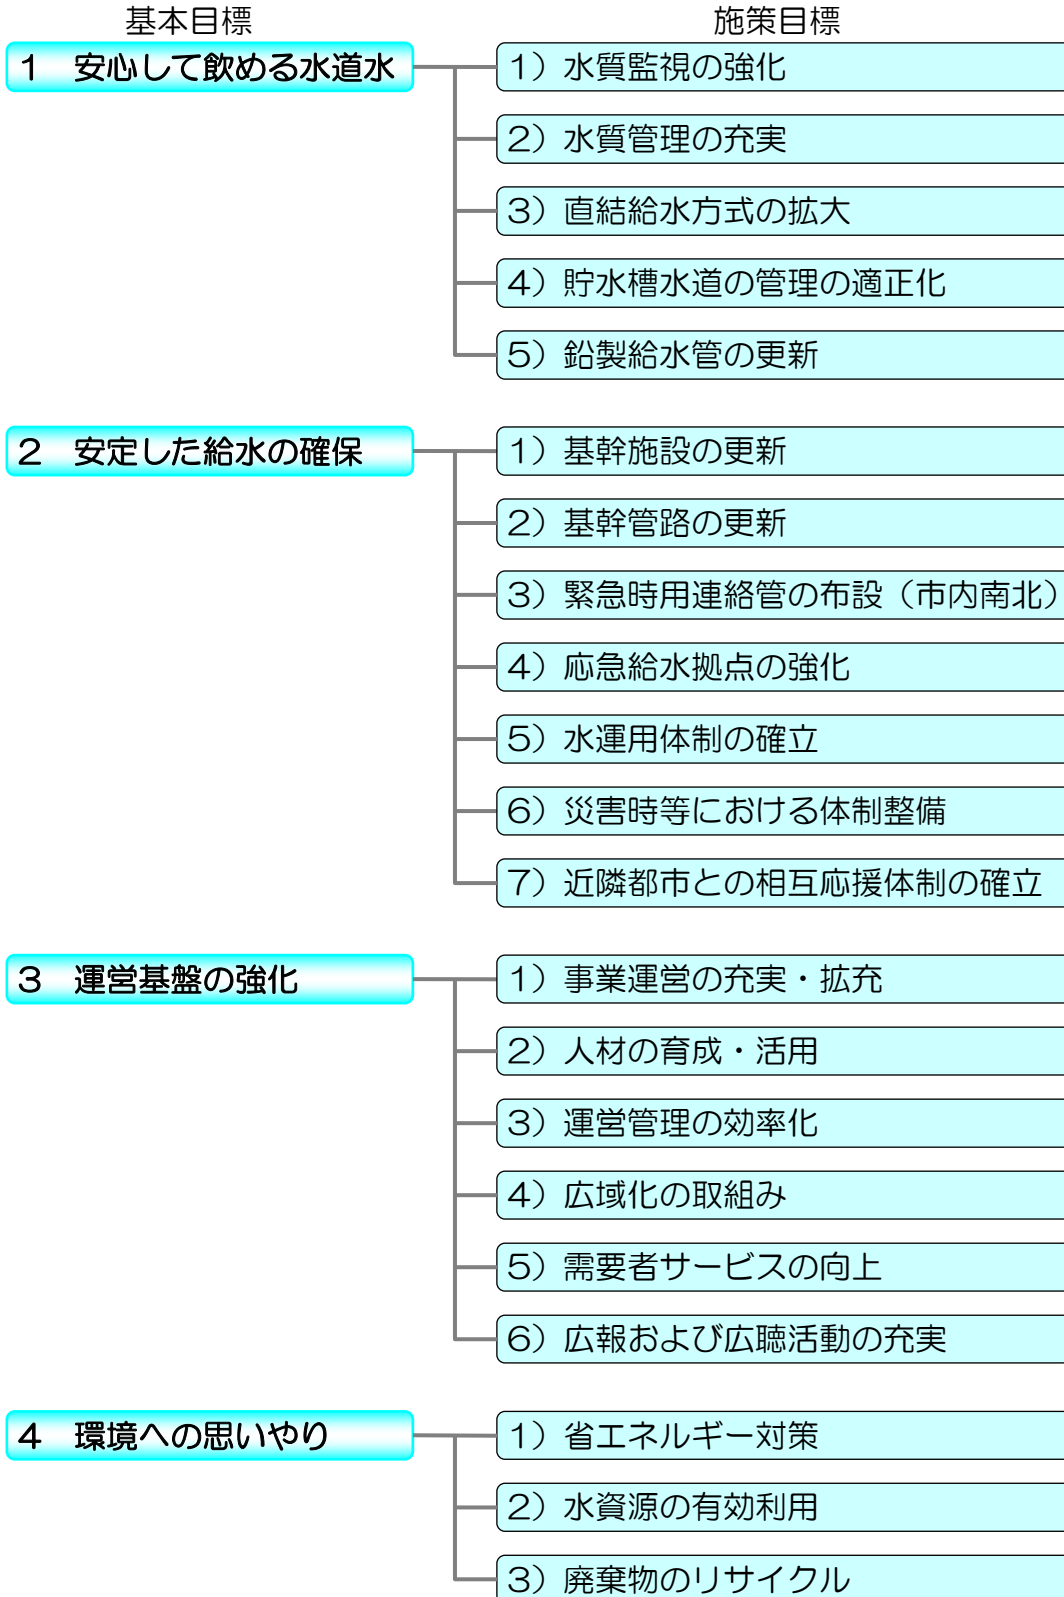 基本目標 施策目標
1 安心して飲める水道水
1）水質監視の強化
2）水質管理の充実
3）直結給水方式の拡大
4）貯水槽水道の管理の適正化
5）鉛製給水管の更新
2 安定した給水の確保
1）基幹施設の更新
2）基幹管路の更新
3）緊急時用連絡管の布設（市内南北）
4）応急給水拠点の強化
5）水運用体制の確立
6）災害時等における体制整備
7）近隣都市との相互応援体制の確立
3 運営基盤の強化
1）事業運営の充実・拡充
2）人材の育成・活用
3）運営管理の効率化
4）広域化の取組み
5）需要者サービスの向上
6）広報および広聴活動の充実
4 環境への思いやり
1）省エネルギー対策
2）水資源の有効利用
3）廃棄物のリサイクル